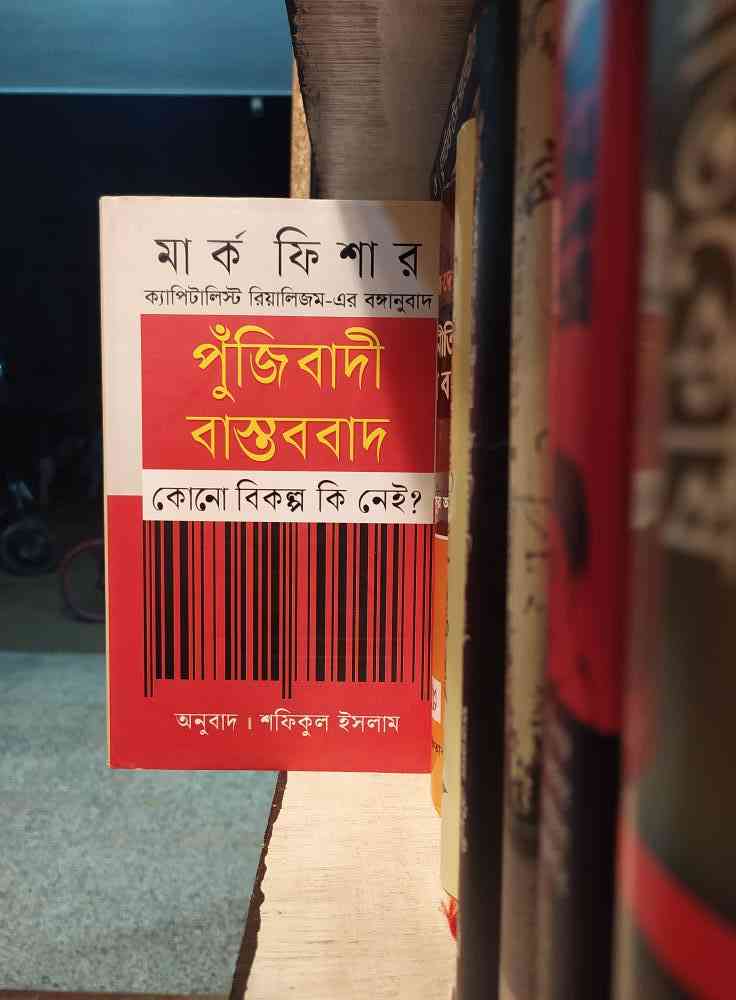 মার্ক ফিশার
ক্যাপিটালিস্ট রিয়ালিজম-এর বঙ্গানুবাদ
পুঁজিবাদী
বাস্তববাদ
কোনো বিকল্প কি নেই?
অনুবাদ । শফিকুল ইসলাম